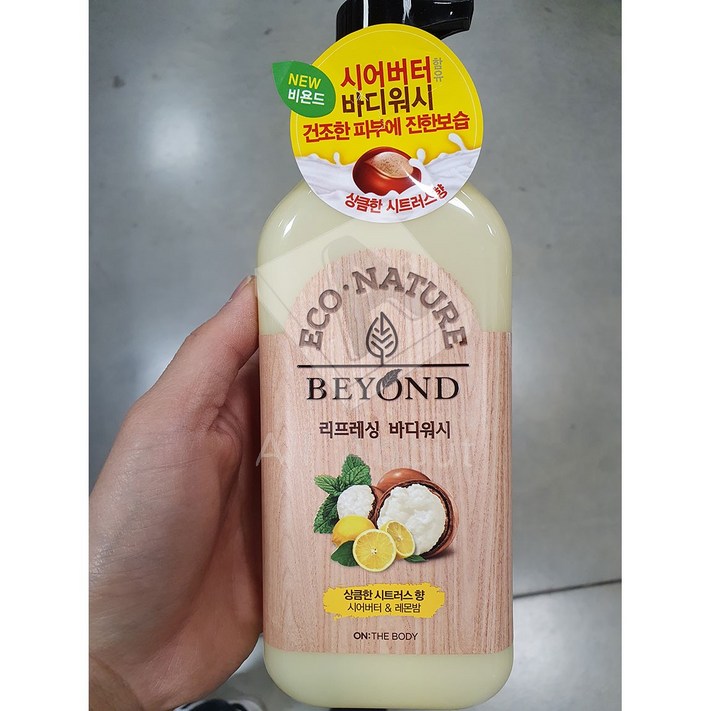 NEW
비욘드
시어버터 함유
바디워시
건조한 피부에 진한보습
상큼한 시트러스 향
ECO·NATURE
BEYOND
리프레싱 바디워시
상큼한 시트러스 향
시어버터 & 레몬밤
ON:THE BODY